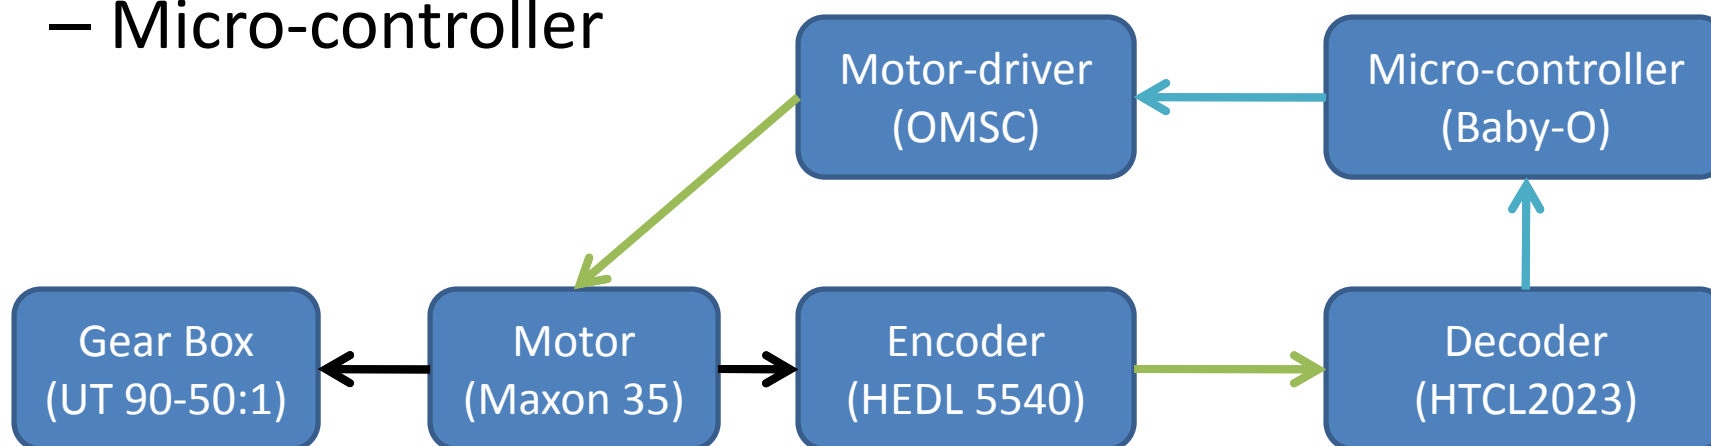 – Micro-controller
Motor-driver
(OMSC)
Micro-controller
(Baby-O)
Gear Box
(UT 90-50:1)
Motor
(Maxon 35)
Encoder
(HEDL 5540)
Decoder
(HTCL2023)